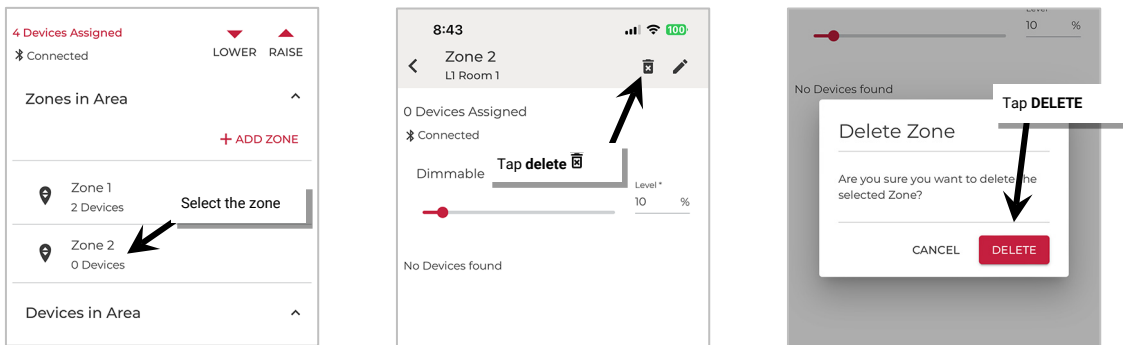 4 Devices Assigned
Connected
LOWER RAISE
Zones in Area
+ ADD ZONE
Zone 1
2 Devices
Select the zone
Zone 2
0 Devices
Devices in Area
8:43
100
Zone 2
L1 Room 1
0 Devices Assigned
Connected
Tap delete
Dimmable
Level *
10 %
No Devices found
Level
10 %
No Devices found
Tap DELETE
Delete Zone
Are you sure you want to delete the
selected Zone?
CANCEL DELETE